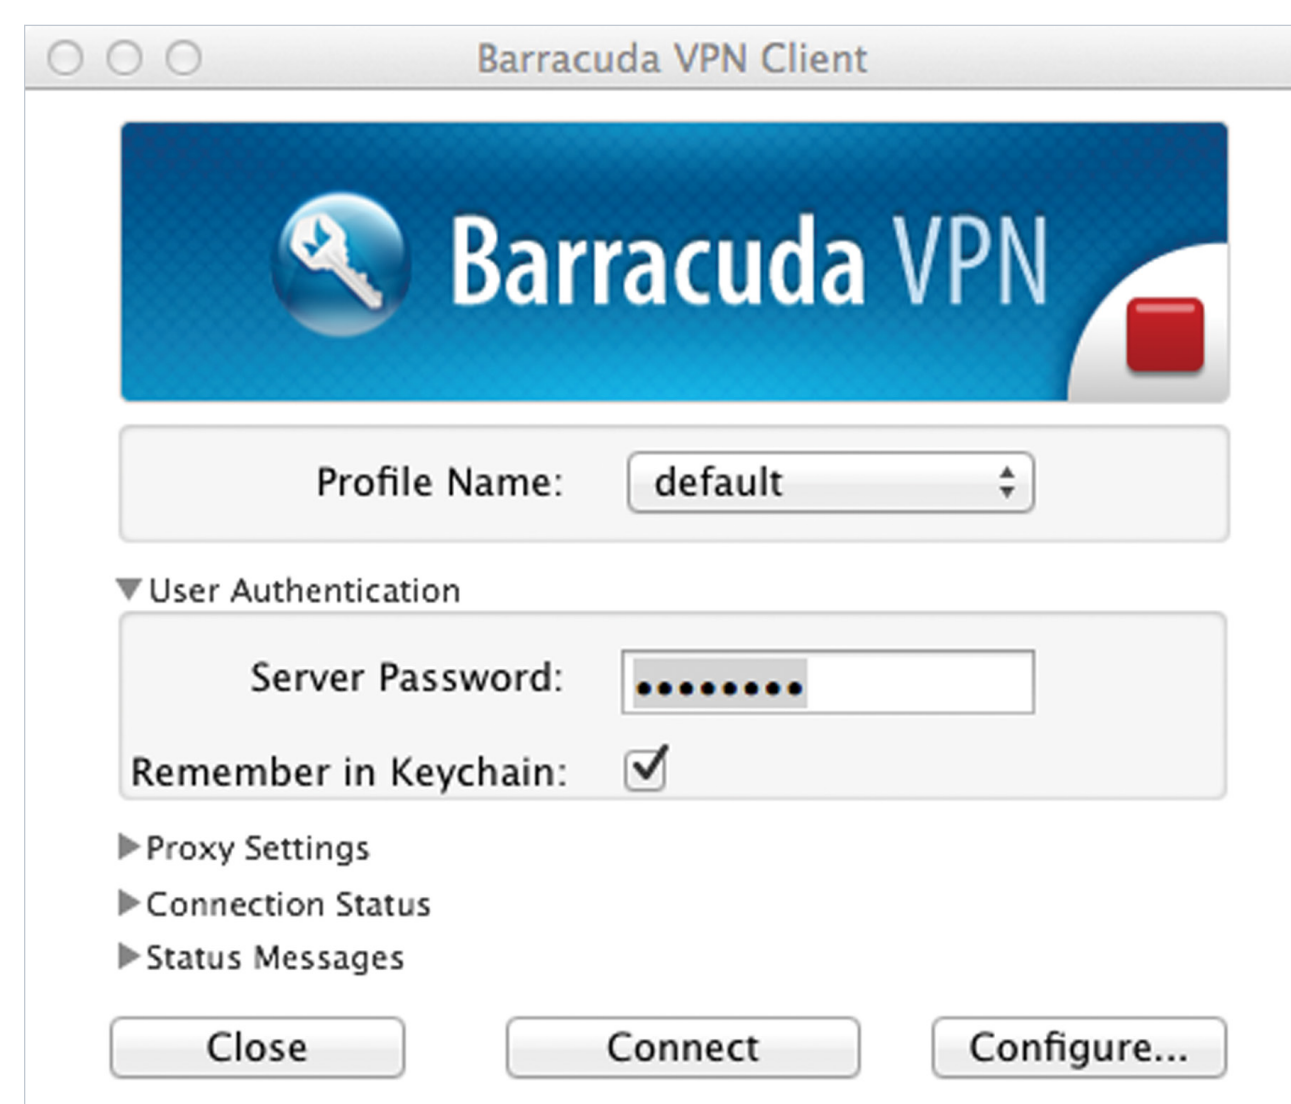 Barracuda VPN Client
Barracuda VPN
Profile Name: default
User Authentication
Server Password: ••••••••
Remember in Keychain:
Proxy Settings
Connection Status
Status Messages
Close Connect Configure...